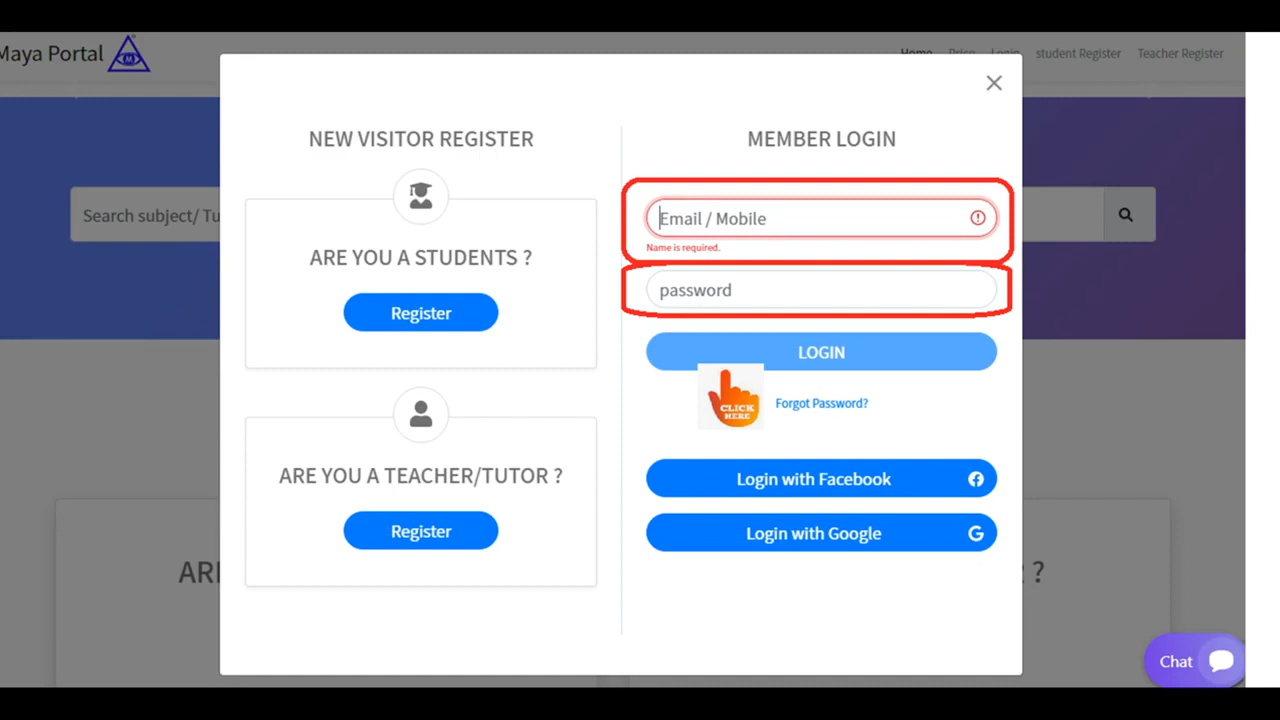 Maya Portal
M
Home Price Login student Register Teacher Register
NEW VISITOR REGISTER
MEMBER LOGIN
Search subject/ Tu
Email / Mobile
Name is required.
ARE YOU A STUDENTS ?
password
Register
LOGIN
CLICK
HERE
Forgot Password?
ARE YOU A TEACHER/TUTOR ?
Login with Facebook
Register
Login with Google
ARE
?
Chat